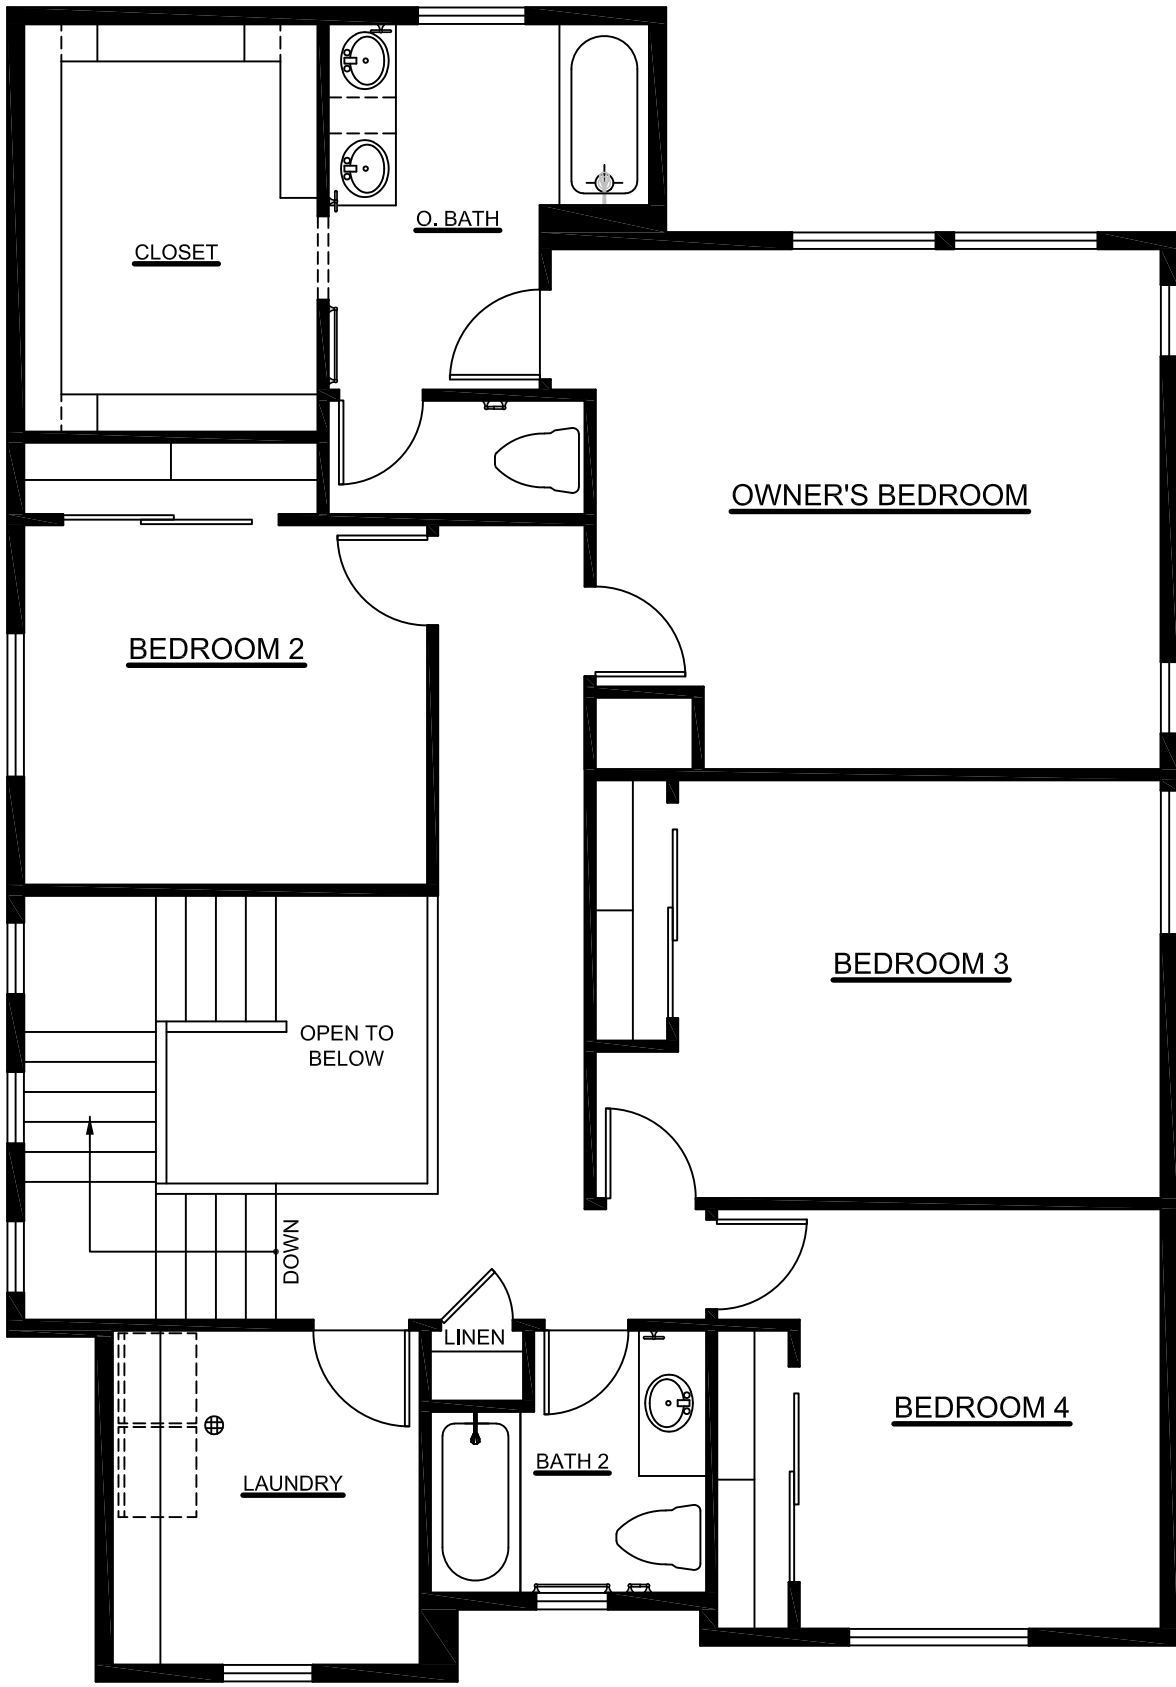 O. BATH
CLOSET
OWNER'S BEDROOM
BEDROOM 2
BEDROOM 3
OPEN TO
BELOW
DOWN
LINEN
BEDROOM 4
BATH 2
LAUNDRY